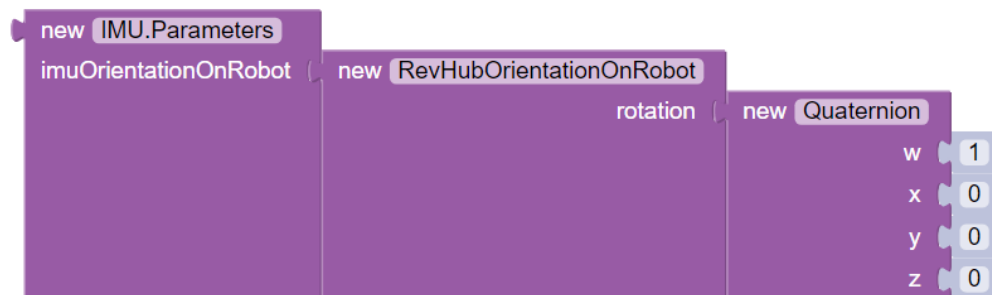 new IMU.Parameters
imuOrientationOnRobot new RevHubOrientationOnRobot
rotation new Quaternion
w 1
x 0
y 0
z 0